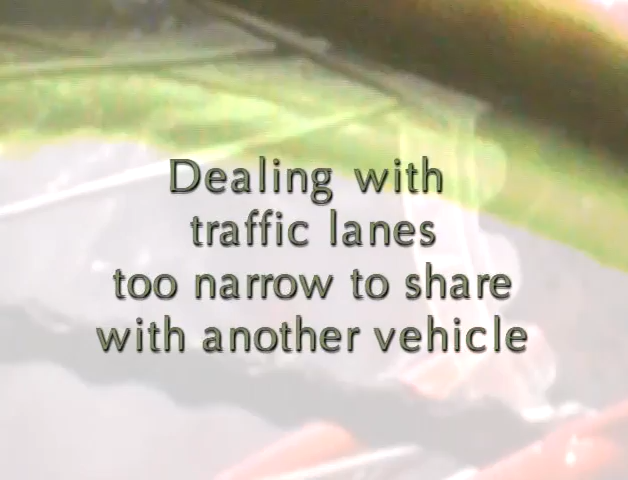 Dealing with
traffic lanes
too narrow to share
with another vehicle